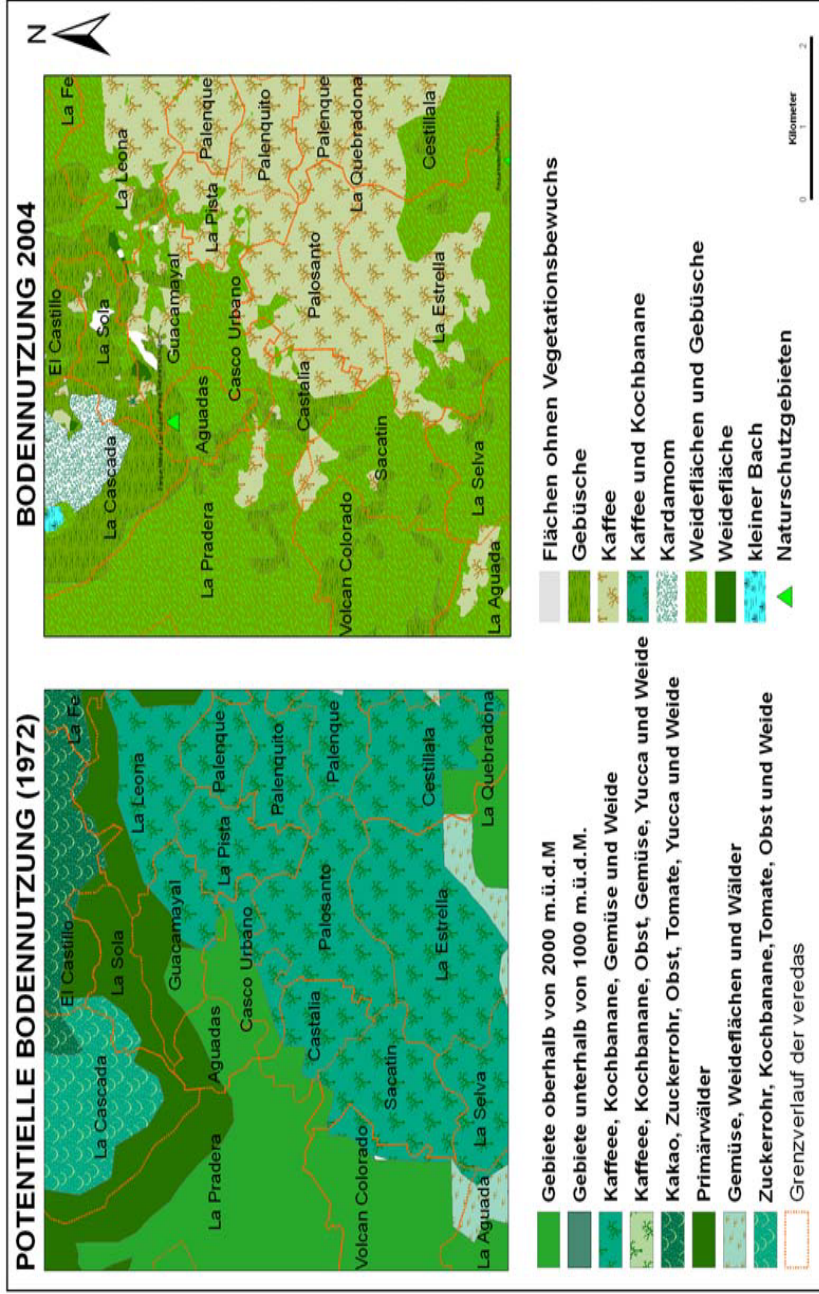 POTENTIELLE BODENNUTZUNG (1972)
El Castillo
La Fe
La Cascada
La Sola
La Leona
Guacamayal
La Pradera
Aguadas
La Pista
Palenque
Casco Urbano
Palenquito
Volcan Colorado
Castalia
Palosanto
Palenque
Sacatin
La Estrella
Cestillala
La Aguada
La Selva
La Quebradona
BODENNUTZUNG 2004
N
El Castillo
La Fe
La Cascada
La Sola
La Leona
Guacamayal
La Pradera
Aguadas
La Pista
Palenque
Casco Urbano
Palenquito
Volcan Colorado
Castalia
Palosanto
Palenque
Sacatin
La Quebradona
La Estrella
Cestillala
La Aguada
La Selva
Gebiete oberhalb von 2000 m.ü.d.M
Gebiete unterhalb von 1000 m.ü.d.M.
Kaffeee, Kochbanane, Gemüse und Weide
Kaffeee, Kochbanane, Obst, Gemüse, Yucca und Weide
Kakao, Zuckerrohr, Obst, Tomate, Yucca und Weide
Primärwälder
Gemüse, Weideflächen und Wälder
Zuckerrohr, Kochbanane,Tomate, Obst und Weide
Grenzverlauf der veredas
Flächen ohnen Vegetationsbewuchs
Gebüsche
Kaffee
Kaffee und Kochbanane
Kardamom
Weideflächen und Gebüsche
Weidefläche
kleiner Bach
Naturschutzgebieten
Kilometer
0 1 2